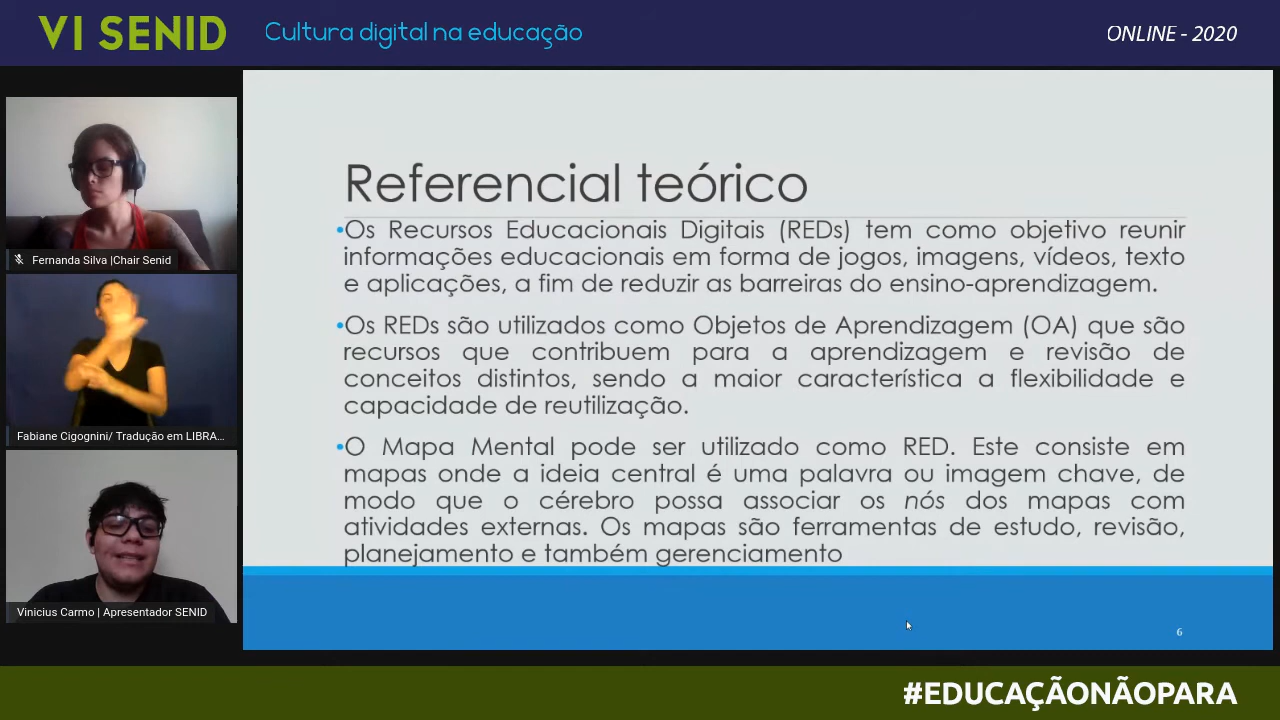 VI SENID
Cultura digital na educação
ONLINE - 2020
Fernanda Silva |Chair Senid
Fabiane Cigognini/ Tradução em LIBRA...
Vinicius Carmo | Apresentador SENID
Referencial teórico
•Os Recursos Educacionais Digitais (REDs) tem como objetivo reunir
informações educacionais em forma de jogos, imagens, vídeos, texto
e aplicações, a fim de reduzir as barreiras do ensino-aprendizagem.
•Os REDs são utilizados como Objetos de Aprendizagem (OA) que são
recursos que contribuem para a aprendizagem e revisão de
conceitos distintos, sendo a maior característica a flexibilidade e
capacidade de reutilização.
•O Mapa Mental pode ser utilizado como RED. Este consiste em
mapas onde a ideia central é uma palavra ou imagem chave, de
modo que o cérebro possa associar os nós dos mapas com
atividades externas. Os mapas são ferramentas de estudo, revisão,
planejamento e também gerenciamento
6
#EDUCAÇÃONÃOPARA